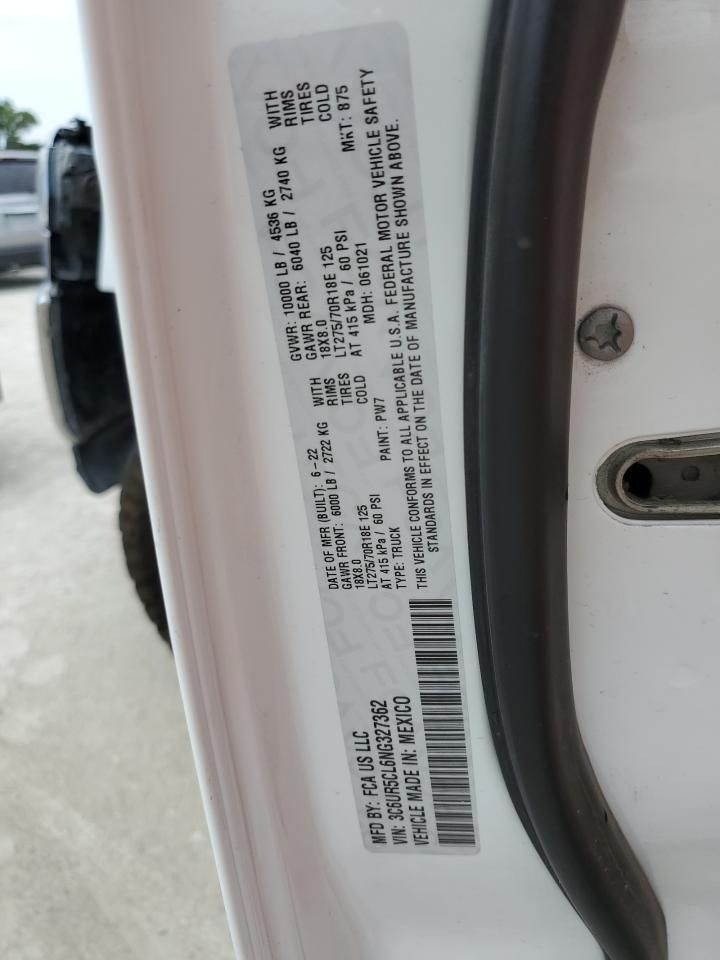 MFD BY: FCA US LLC
VIN: 3C6UR5CL6NG327362
VEHICLE MADE IN: MEXICO
DATE OF MFR (BUILT): 6-22 GVWR: 10000 LB / 4536 KG
GAWR FRONT: 6000 LB / 2722 KG WITH GAWR REAR: 6040 LB / 2740 KG WITH
18X8.0 RIMS 18X8.0 RIMS
LT275/70R18E 125 TIRES LT275/70R18E 125 TIRES
AT 415 kPa / 60 PSI COLD AT 415 kPa / 60 PSI COLD
TYPE: TRUCK PAINT: PW7 MDH: 061021 MKT: 875
THIS VEHICLE CONFORMS TO ALL APPLICABLE U.S.A. FEDERAL MOTOR VEHICLE SAFETY
STANDARDS IN EFFECT ON THE DATE OF MANUFACTURE SHOWN ABOVE.